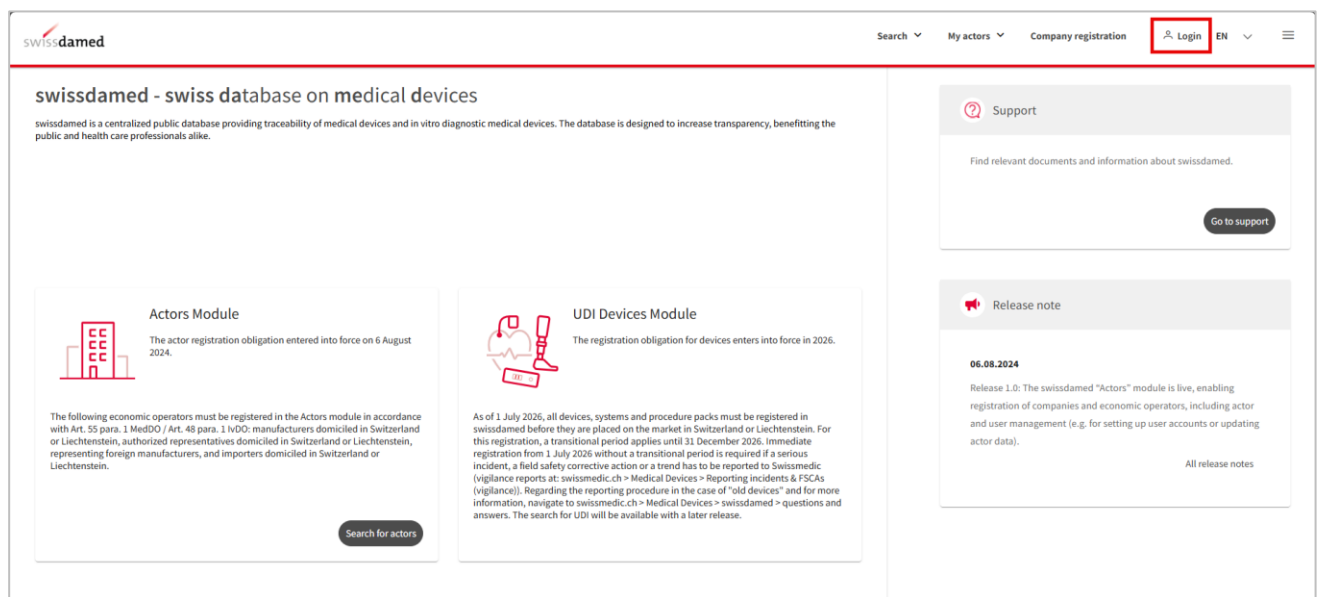 swissdamed
Search
My actors
Company registration
Login
EN
swissdamed - swiss database on medical devices
swissdamed is a centralized public database providing traceability of medical devices and in vitro diagnostic medical devices. The database is designed to increase transparency, benefitting the
public and health care professionals alike.
Actors Module
The actor registration obligation entered into force on 6 August
2024.
The following economic operators must be registered in the Actors module in accordance
with Art. 55 para. 1 MedDO / Art. 48 para. 1 IvDO: manufacturers domiciled in Switzerland
or Liechtenstein, authorized representatives domiciled in Switzerland or Liechtenstein,
representing foreign manufacturers, and importers domiciled in Switzerland or
Liechtenstein.
Search for actors
UDI Devices Module
The registration obligation for devices enters into force in 2026.
As of 1 July 2026, all devices, systems and procedure packs must be registered in
swissdamed before they are placed on the market in Switzerland or Liechtenstein. For
this registration, a transitional period applies until 31 December 2026. Immediate
registration from 1 July 2026 without a transitional period is required if a serious
incident, a field safety corrective action or a trend has to be reported to Swissmedic
(vigilance reports at: swissmedic.ch > Medical Devices > Reporting incidents & FSCAs
(vigilance)). Regarding the reporting procedure in the case of "old devices" and for more
information, navigate to swissmedic.ch > Medical Devices > swissdamed > questions and
answers. The search for UDI will be available with a later release.
Support
Find relevant documents and information about swissdamed.
Go to support
Release note
06.08.2024
Release 1.0: The swissdamed “Actors” module is live, enabling
registration of companies and economic operators, including actor
and user management (e.g. for setting up user accounts or updating
actor data).
All release notes